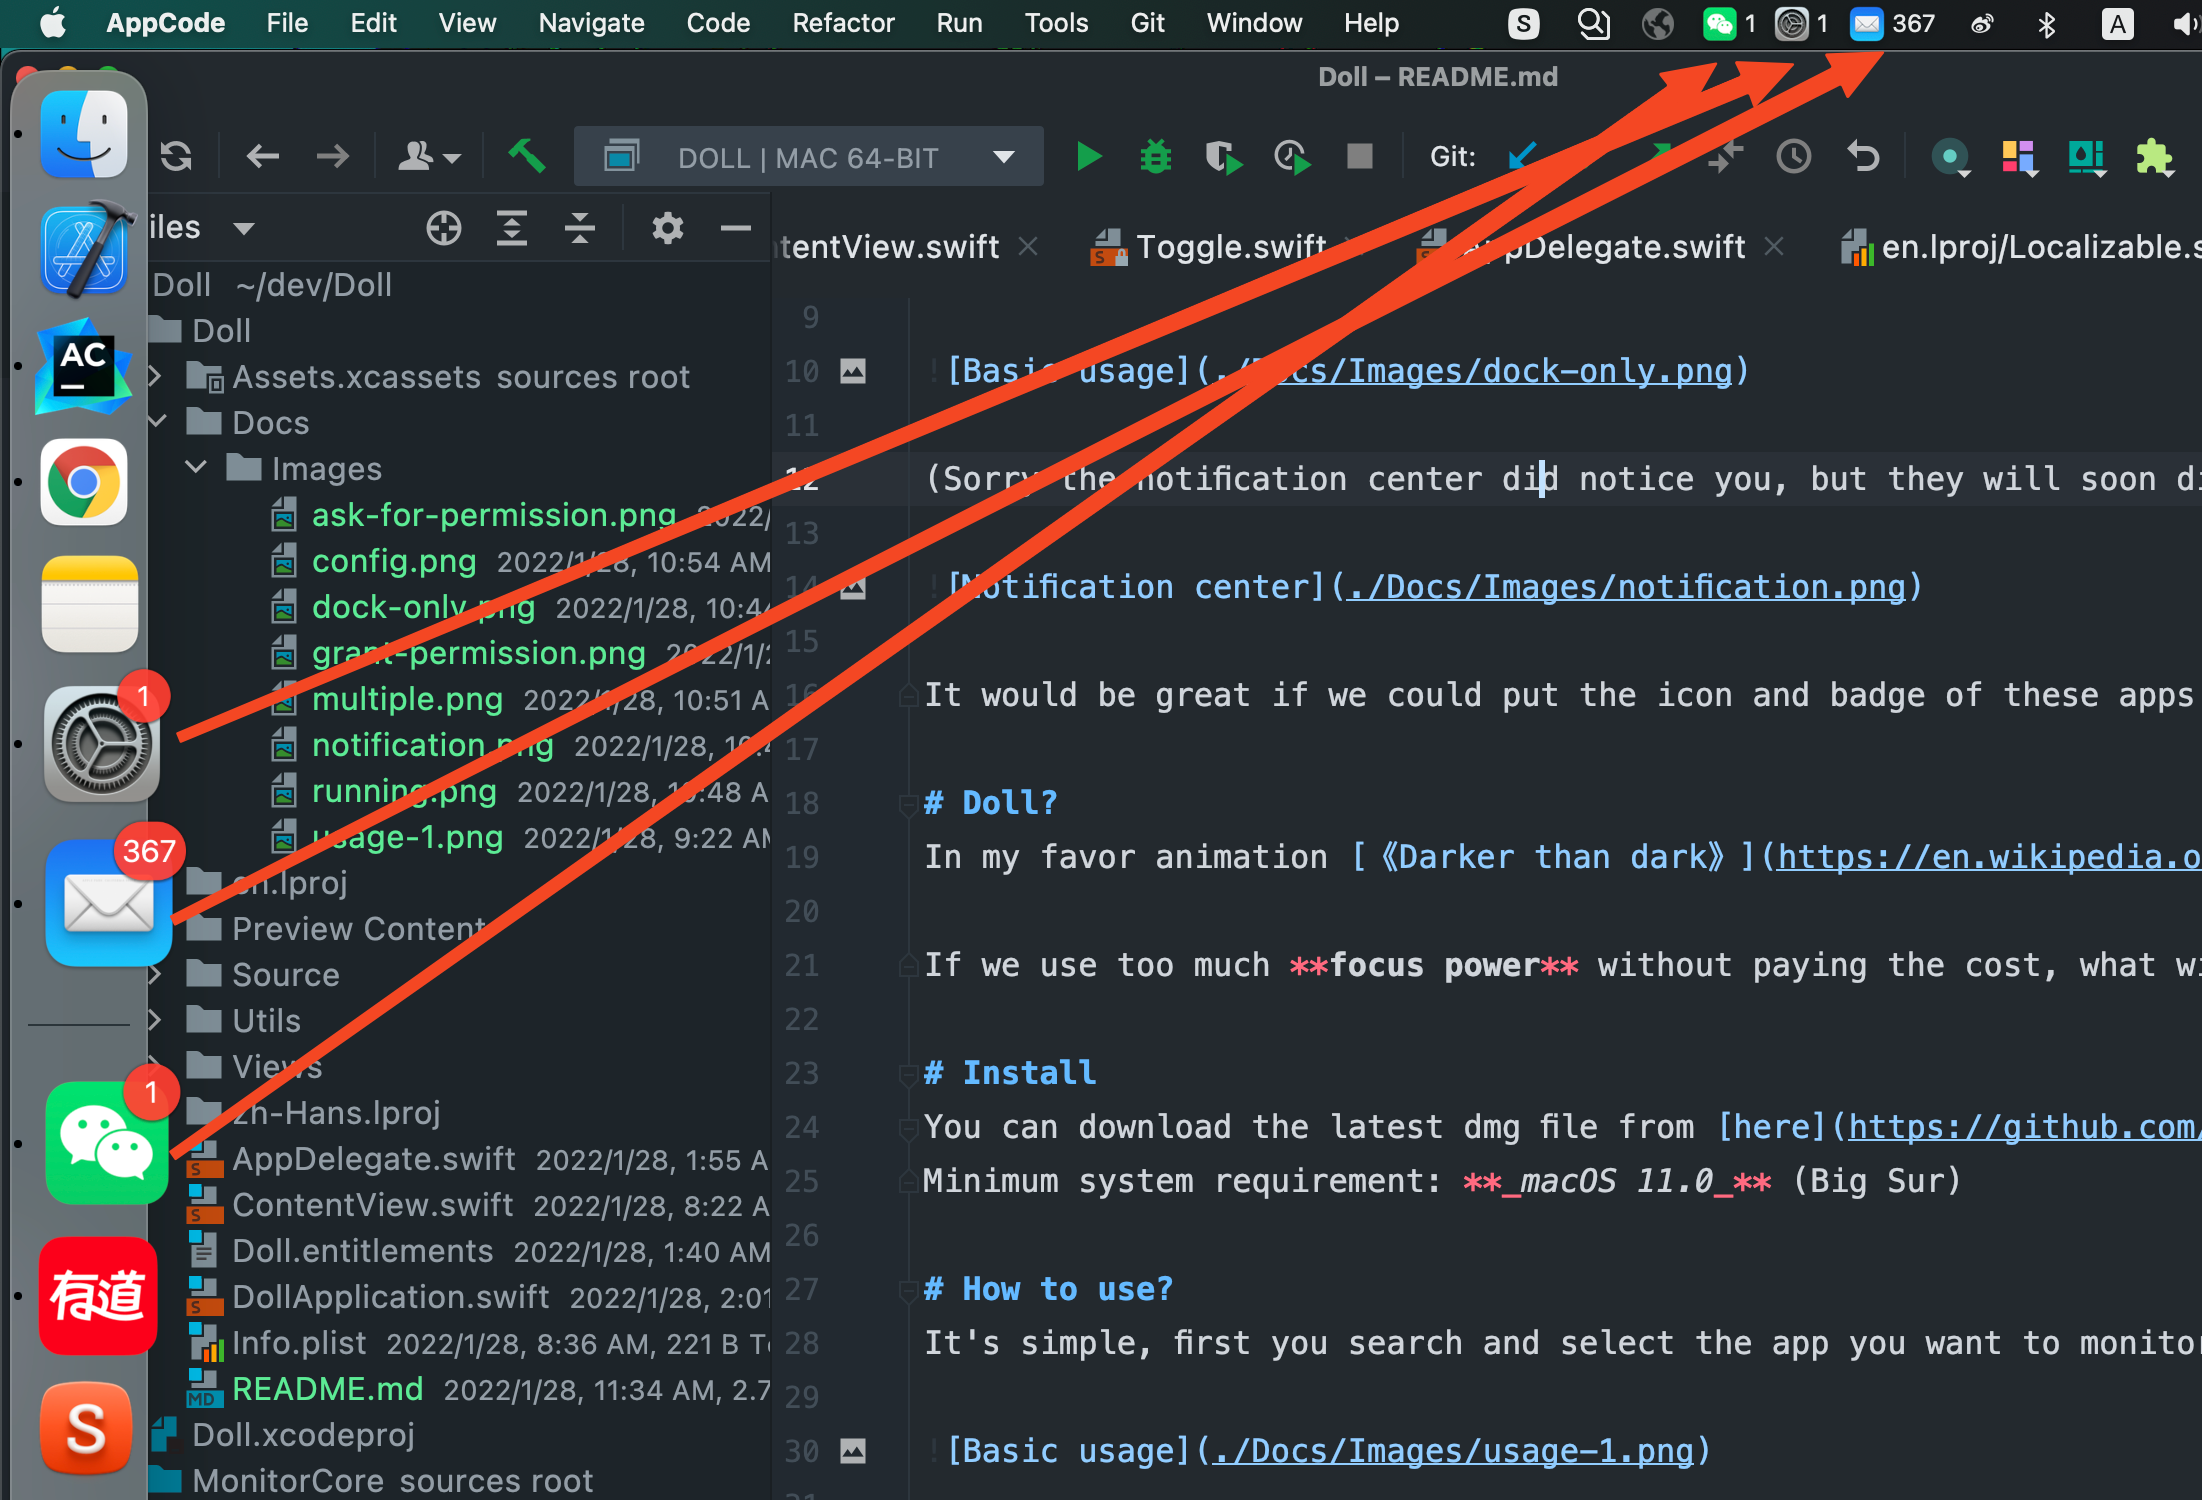 AppCode File Edit View Navigate Code Refactor Run Tools Git Window Help S 1 1 367 A
Doll – README.md
DOLL | MAC 64-BIT Git:
iles
tentView.swift Toggle.swift AppDelegate.swift en.lproj/Localizable.s
Doll ~/dev/Doll
Doll
AC
Assets.xcassets sources root
Docs
Images
ask-for-permission.png 2022/
config.png 2022/1/28, 10:54 AM
dock-only.png 2022/1/28, 10:44
grant-permission.png 2022/1/2
multiple.png 2022/1/28, 10:51 A
notification.png 2022/1/28, 10:4
running.png 2022/1/28, 10:48 A
usage-1.png 2022/1/28, 9:22 AM
en.lproj
Preview Content
Source
Utils
Views
zh-Hans.lproj
AppDelegate.swift 2022/1/28, 1:55 A
ContentView.swift 2022/1/28, 8:22 A
Doll.entitlements 2022/1/28, 1:40 AM
DollApplication.swift 2022/1/28, 2:01
Info.plist 2022/1/28, 8:36 AM, 221 B To
README.md 2022/1/28, 11:34 AM, 2.7
Doll.xcodeproj
MonitorCore sources root
1
367
1
有道
S
9
10 ![Basic usage](./Docs/Images/dock-only.png)
11
12 (Sorry the notification center did notice you, but they will soon di
13
14 ![Notification center](./Docs/Images/notification.png)
15
16 It would be great if we could put the icon and badge of these apps
17
18 # Doll?
19 In my favor animation [《Darker than dark》](https://en.wikipedia.o
20
21 If we use too much **focus power** without paying the cost, what wi
22
23 # Install
24 You can download the latest dmg file from [here](https://github.com/
25 Minimum system requirement: **_macOS 11.0_** (Big Sur)
26
27 # How to use?
28 It's simple, first you search and select the app you want to monitor
29
30 ![Basic usage](./Docs/Images/usage-1.png)